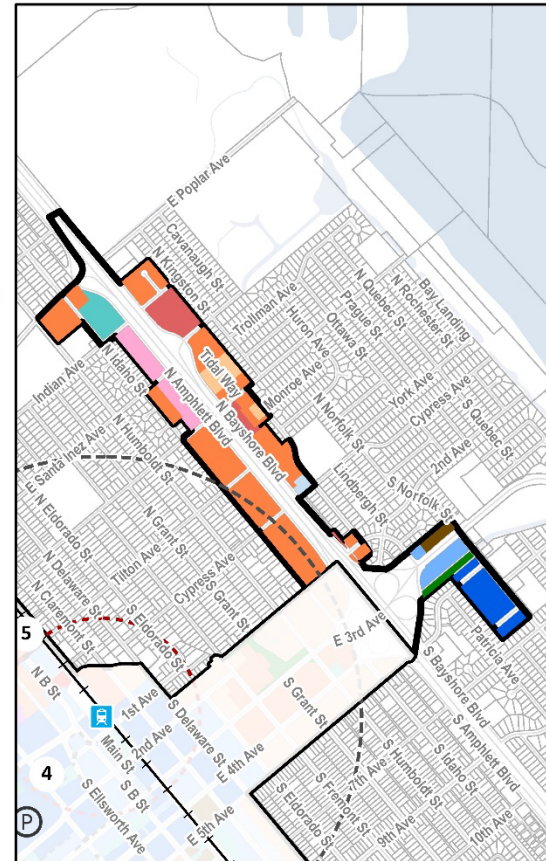 E Poplar Ave
Cavanaugh St
N Kingston St
Trollman Ave
Huron Ave
Ottawa St
Prague St
N Quebec St
N Rochester St
Bay Landing
Tidal Way
Monroe Ave
York Ave
Cypress Ave
S Quebec St
2nd Ave
N Norfolk St
Lindbergh St
S Norfolk St
Indian Ave
N Idaho St
N Amphlett Blvd
N Bayshore Blvd
N Humboldt St
Santa Inez Ave
N Eldorado St
N Grant St
Tilton Ave
Cypress Ave
S Grant St
N Delaware St
N Claremont St
S Eldorado St
E 3rd Ave
Patricia Ave
S Bayshore Blvd
S Amphlett Blvd
5
N B St
1st Ave
2nd Ave
Main St
S B St
S Delaware St
E 4th Ave
S Grant St
4
S Ellsworth Ave
E 5th Ave
S Eldorado St
S Fremont St
7th Ave
S Humboldt St
S Idaho St
9th Ave
10th Ave
P